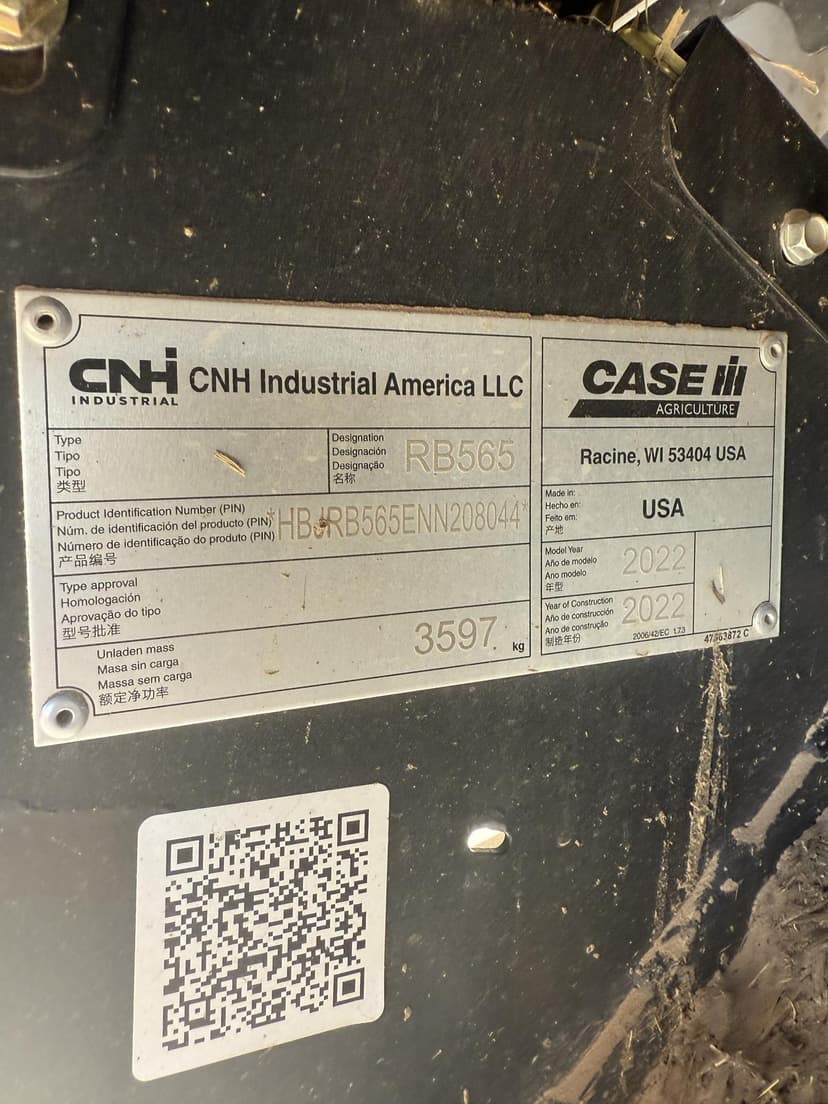 CNH
INDUSTRIAL
CNH Industrial America LLC
Type
Tipo
Tipo
类型
Designation
Designación
Designação
名称
RB565
Product Identification Number (PIN)
Núm. de identificación del producto (PIN)
Número de identificação do produto (PIN)
产品编号
*HBJRB565ENN208044*
Type approval
Homologación
Aprovação do tipo
型号批准
Unladen mass
Masa sin carga
Massa sem carga
额定净功率
3597 kg
CASE IH
AGRICULTURE
Racine, WI 53404 USA
Made in:
Hecho en:
Feito em:
产地
USA
Model Year
Año de modelo
Ano modelo
年型
2022
Year of Construction
Año de construcción
Ano de construção
制造年份
2022
2006/42/EC 1.7.3